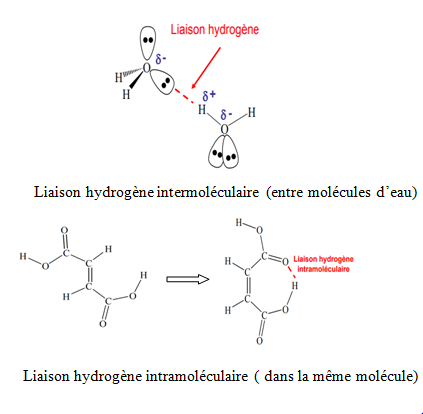 Liaison hydrogène
δ-
O
H
H
δ+
H
δ-
H
O
Liaison hydrogène intermoléculaire (entre molécules d'eau)
O
H
O
C
H
C
C
H
H
C
O
O
H
O
C
O
Liaison hydrogène
intramoléculaire
H
C
H
C
H
C
O
O
Liaison hydrogène intramoléculaire ( dans la même molécule)